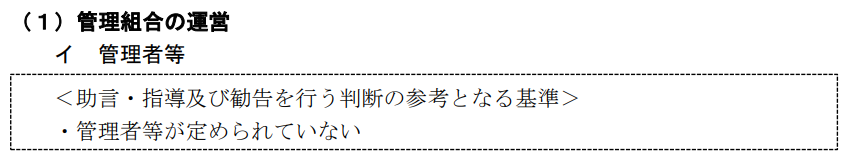 （１）管理組合の運営
イ　管理者等
＜助言・指導及び勧告を行う判断の参考となる基準＞
・管理者等が定められていない